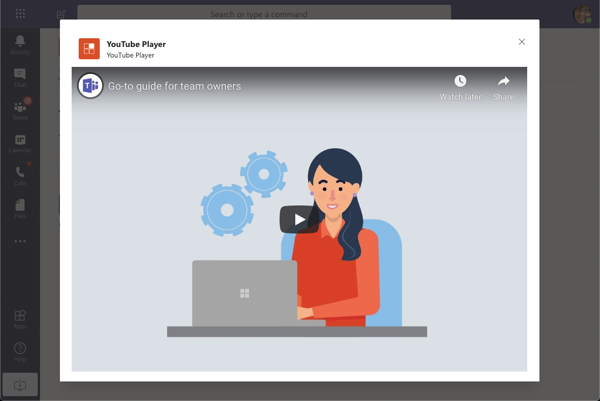 Search or type a command
YouTube Player
YouTube Player
Go-to guide for team owners
Watch later
Share
Activity
Chat
Teams
Calendar
Calls
Files
Apps
Help